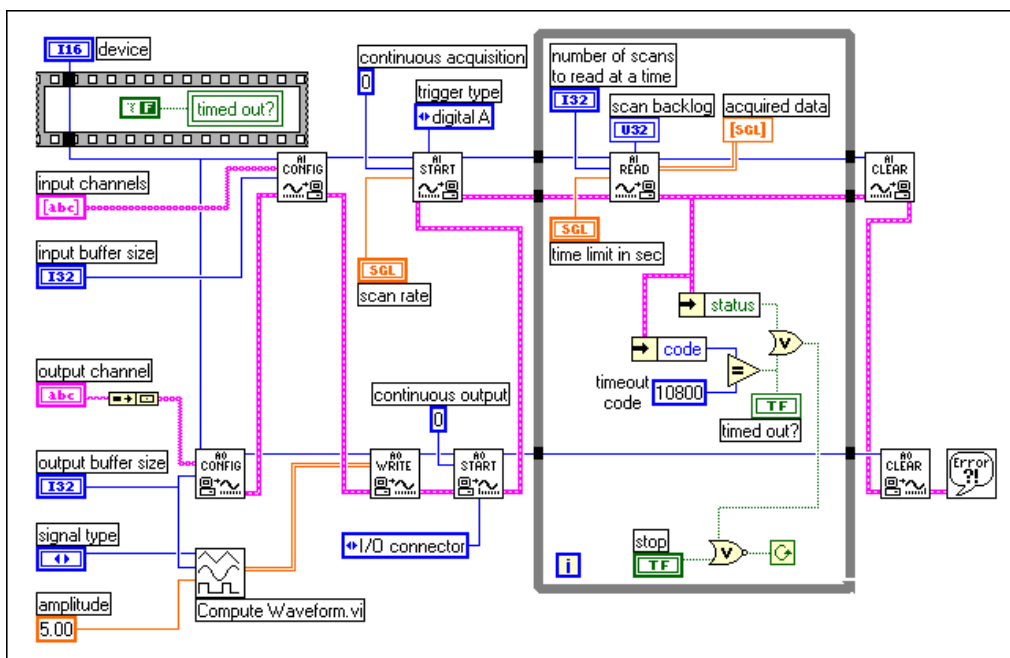 I16 device
F timed out?
input channels
[abc]
input buffer size
I32
continuous acquisition
0
trigger type
digital A
AI CONFIG
AI START
SGL
scan rate
number of scans
to read at a time
I32
scan backlog
U32
acquired data
[SGL]
AI READ
AI CLEAR
SGL
time limit in sec
status
code
timeout
code
10800
TF
timed out?
output channel
abc
output buffer size
I32
signal type
amplitude
5.00
AO CONFIG
Compute Waveform.vi
continuous output
0
AO WRITE
AO START
I/O connector
i
stop
TF
V
V
=
AO CLEAR
Error
?!